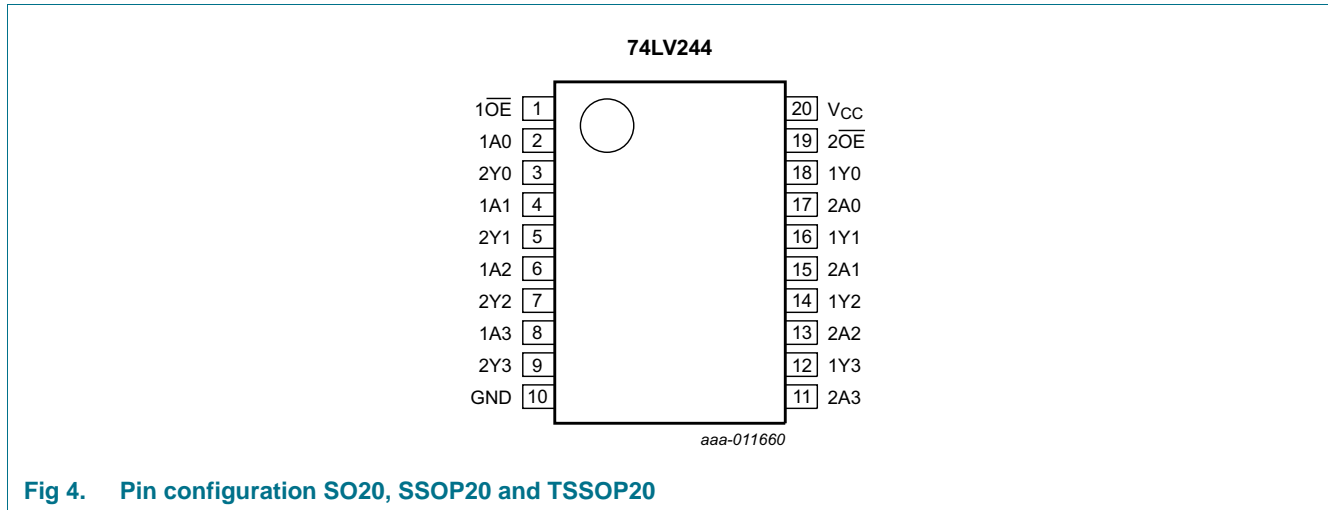 74LV244
1O̅E̅ 1 20 VCC
1A0 2 19 2O̅E̅
2Y0 3 18 1Y0
1A1 4 17 2A0
2Y1 5 16 1Y1
1A2 6 15 2A1
2Y2 7 14 1Y2
1A3 8 13 2A2
2Y3 9 12 1Y3
GND 10 11 2A3
aaa-011660
Fig 4. Pin configuration SO20, SSOP20 and TSSOP20